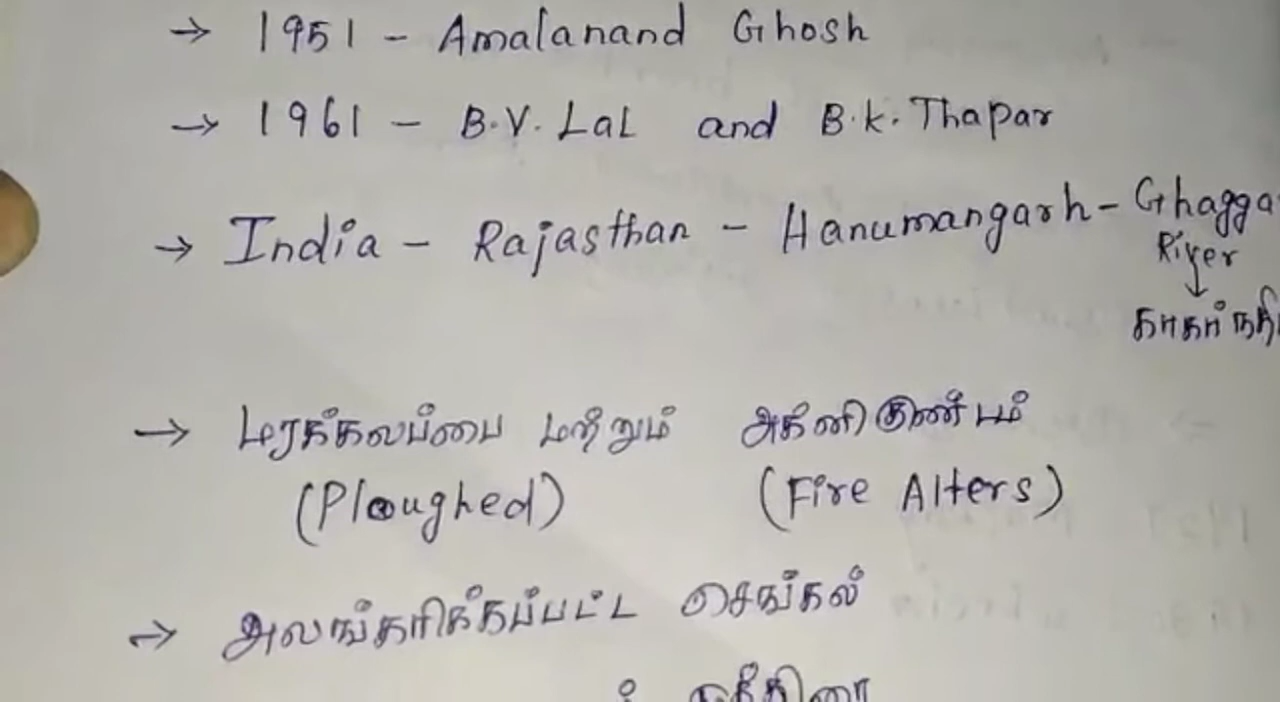 → 1951 - Amalanand Ghosh
→ 1961 - B.V. Lal and B.k. Thapar
→ India - Rajasthan - Hanumangarh - Ghagga
River
↓
காகர் நதி
→ மரக்கலப்பை மற்றும் அக்னி குண்டம்
(Ploughed) (Fire Alters)
→ அலங்கரிக்கப்பட்ட செங்கல்